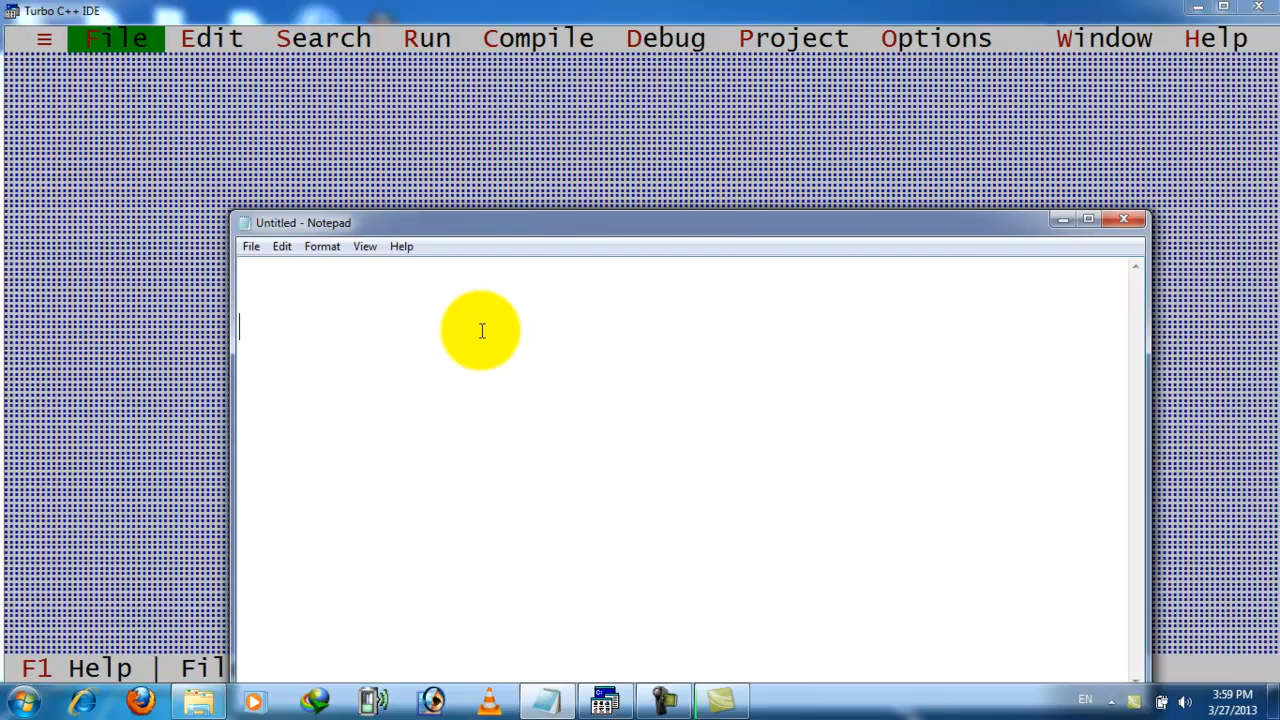 Turbo C++ IDE
≡ File Edit Search Run Compile Debug Project Options Window Help
Untitled - Notepad
File Edit Format View Help
F1 Help | Fil
EN
3:59 PM
3/27/2013